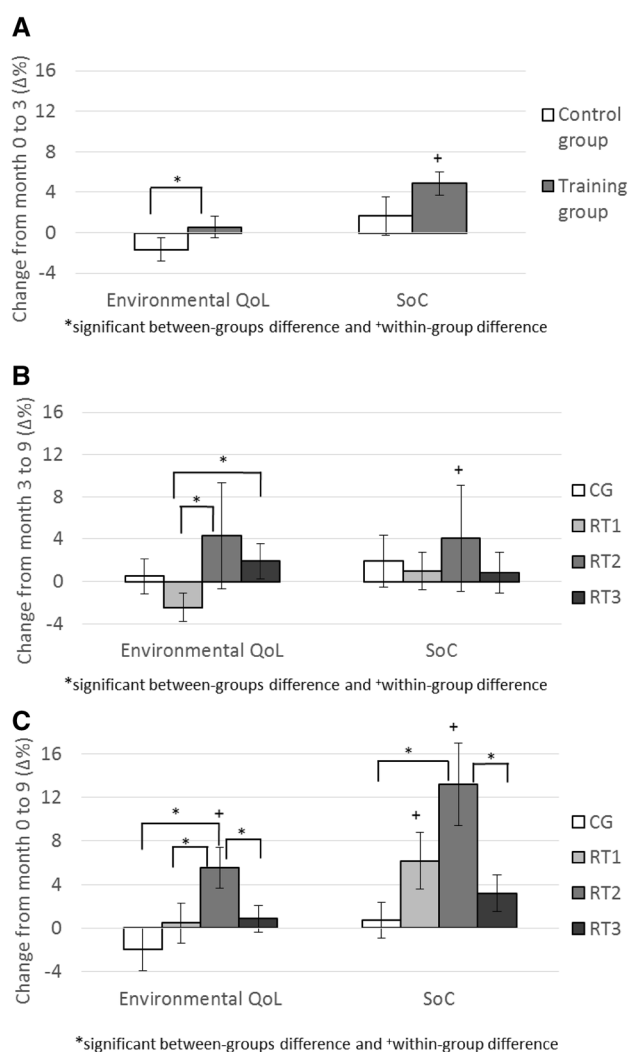 A
Change from month 0 to 3 (Δ%)
16
12
8
4
0
-4
*
+
Environmental QoL
SoC
Control
group
Training
group
*significant between-groups difference and +within-group difference
B
Change from month 3 to 9 (Δ%)
16
12
8
4
0
-4
*
*
+
Environmental QoL
SoC
CG
RT1
RT2
RT3
*significant between-groups difference and +within-group difference
C
Change from month 0 to 9 (Δ%)
16
12
8
4
0
-4
*
*
+
*
+
*
+
*
Environmental QoL
SoC
CG
RT1
RT2
RT3
*significant between-groups difference and +within-group difference